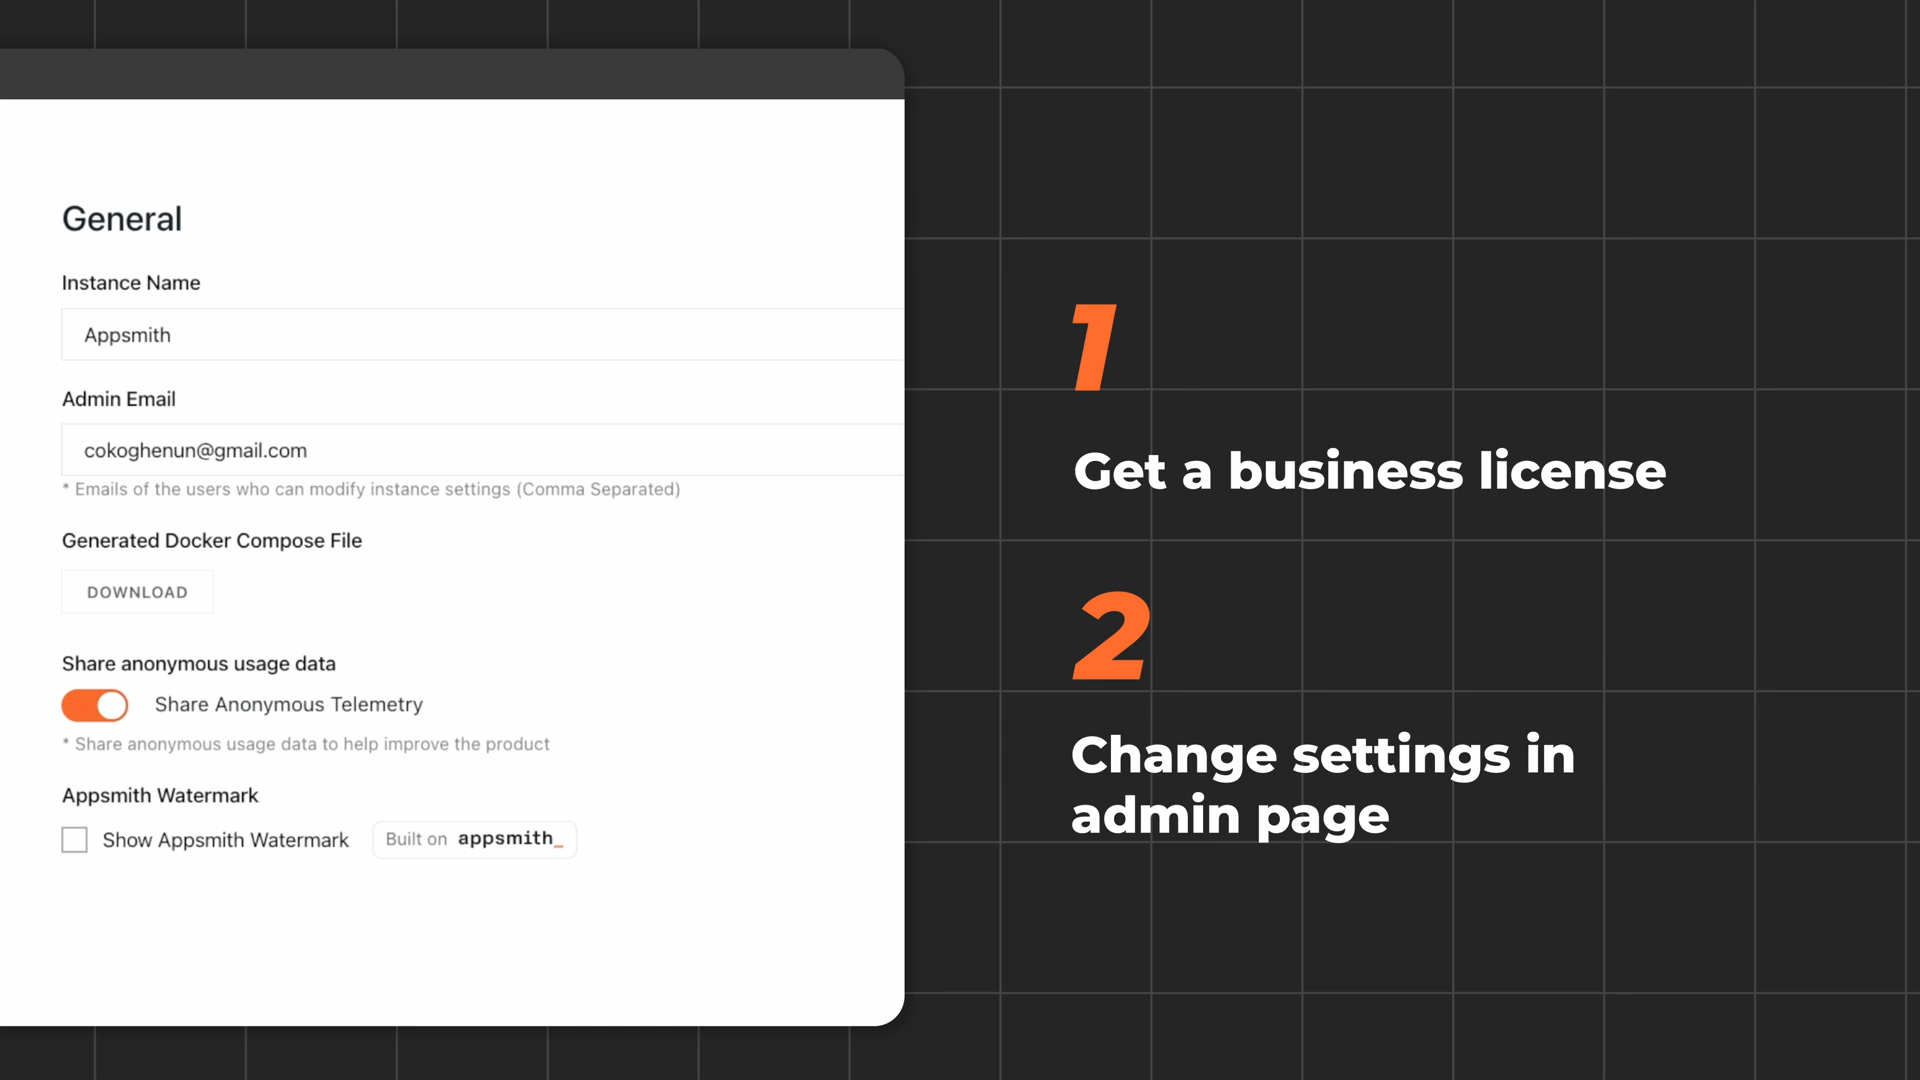 General
Instance Name
Appsmith
Admin Email
cokoghenun@gmail.com
* Emails of the users who can modify instance settings (Comma Separated)
Generated Docker Compose File
DOWNLOAD
Share anonymous usage data
Share Anonymous Telemetry
* Share anonymous usage data to help improve the product
Appsmith Watermark
Show Appsmith Watermark
Built on appsmith_
1
Get a business license
2
Change settings in
admin page